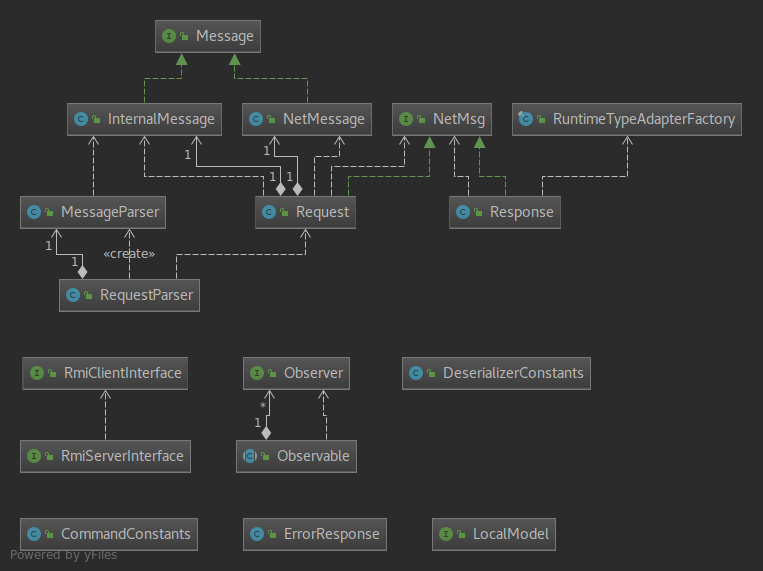 Message
InternalMessage
NetMessage
NetMsg
RuntimeTypeAdapterFactory
1
1
1
1
MessageParser
Request
Response
1
«create»
1
RequestParser
RmiClientInterface
Observer
DeserializerConstants
*
1
RmiServerInterface
Observable
CommandConstants
ErrorResponse
LocalModel
Powered by yFiles